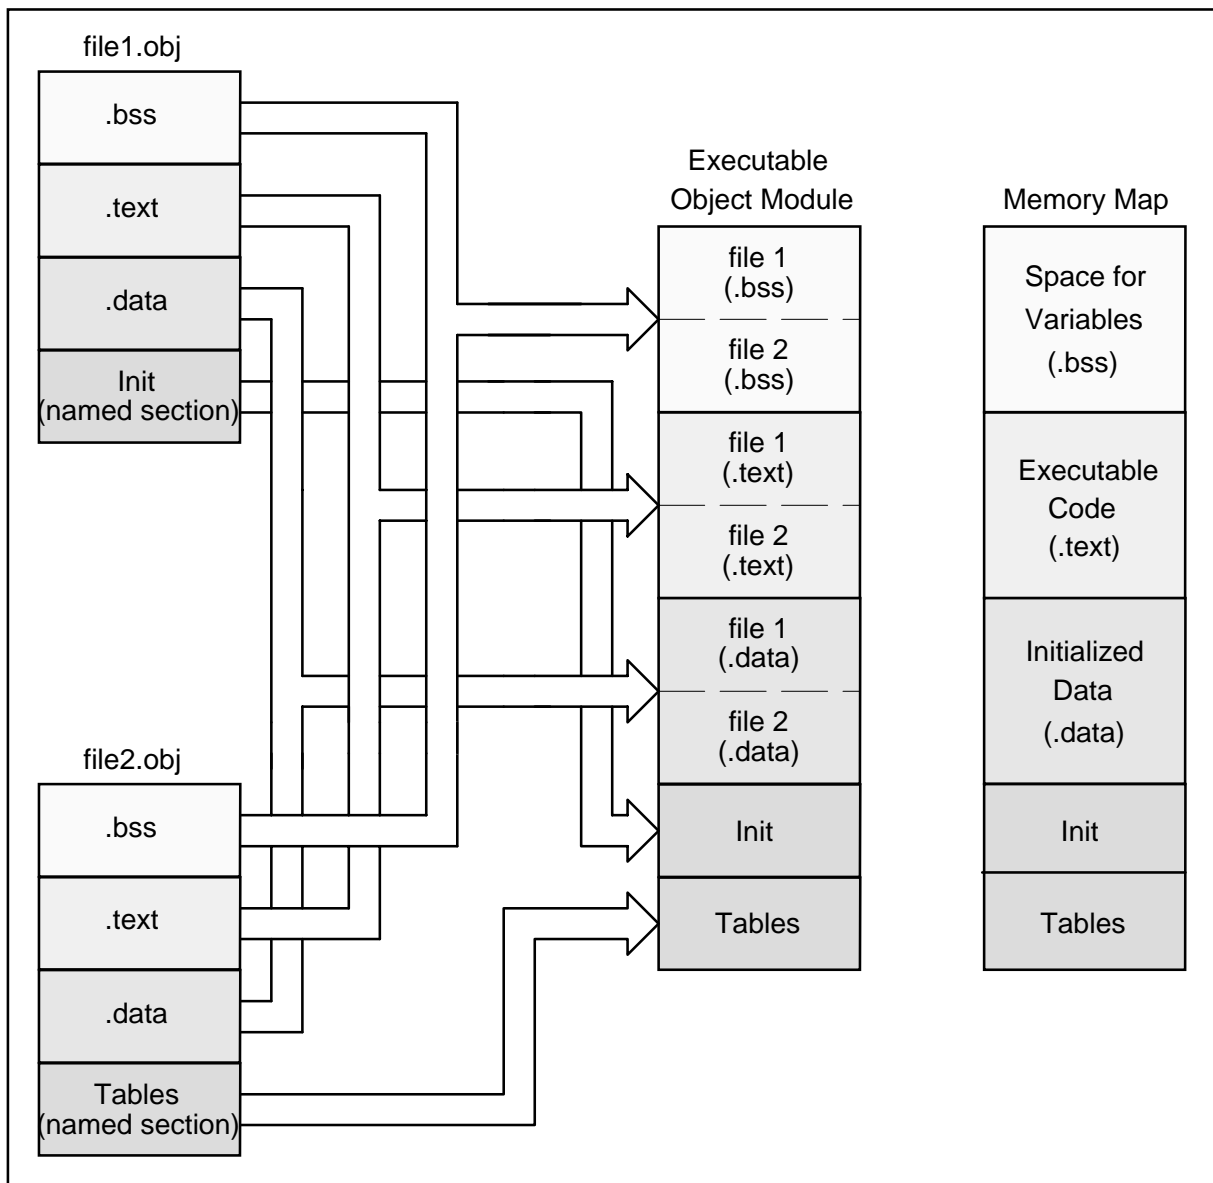 file1.obj
.bss
.text
.data
Init
(named section)
file2.obj
.bss
.text
.data
Tables
(named section)
Executable
Object Module
file 1
(.bss)
file 2
(.bss)
file 1
(.text)
file 2
(.text)
file 1
(.data)
file 2
(.data)
Init
Tables
Memory Map
Space for
Variables
(.bss)
Executable
Code
(.text)
Initialized
Data
(.data)
Init
Tables